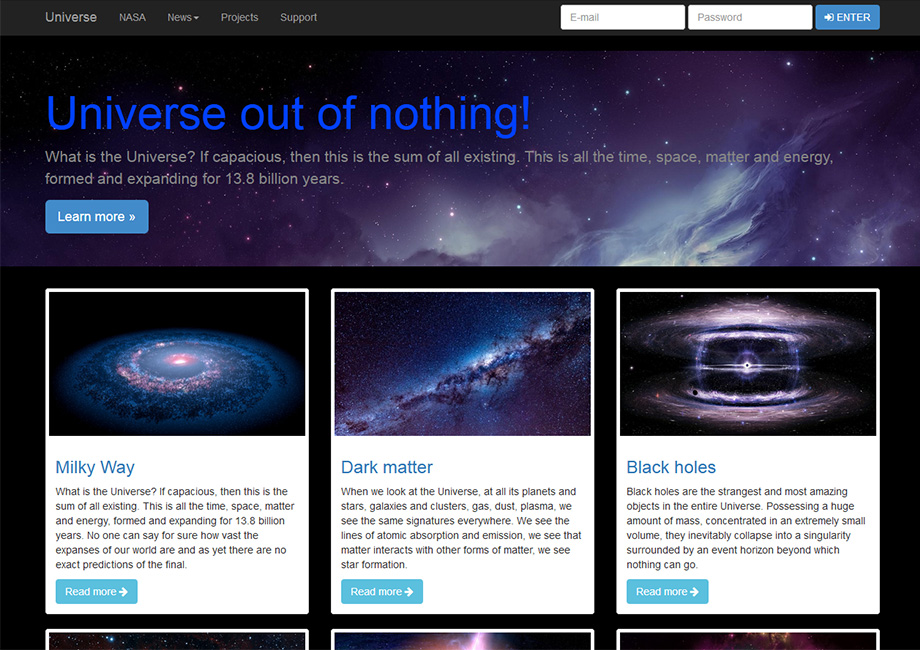 Universe NASA News Projects Support E-mail Password ENTER
Universe out of nothing!
What is the Universe? If capacious, then this is the sum of all existing. This is all the time, space, matter and energy,
formed and expanding for 13.8 billion years.
Learn more »
Milky Way
What is the Universe? If capacious, then this is the
sum of all existing. This is all the time, space, matter
and energy, formed and expanding for 13.8 billion
years. No one can say for sure how vast the
expanses of our world are and as yet there are no
exact predictions of the final.
Read more
Dark matter
When we look at the Universe, at all its planets and
stars, galaxies and clusters, gas, dust, plasma, we
see the same signatures everywhere. We see the
lines of atomic absorption and emission, we see that
matter interacts with other forms of matter, we see
star formation.
Read more
Black holes
Black holes are the strangest and most amazing
objects in the entire Universe. Possessing a huge
amount of mass, concentrated in an extremely small
volume, they inevitably collapse into a singularity
surrounded by an event horizon beyond which
nothing can go.
Read more